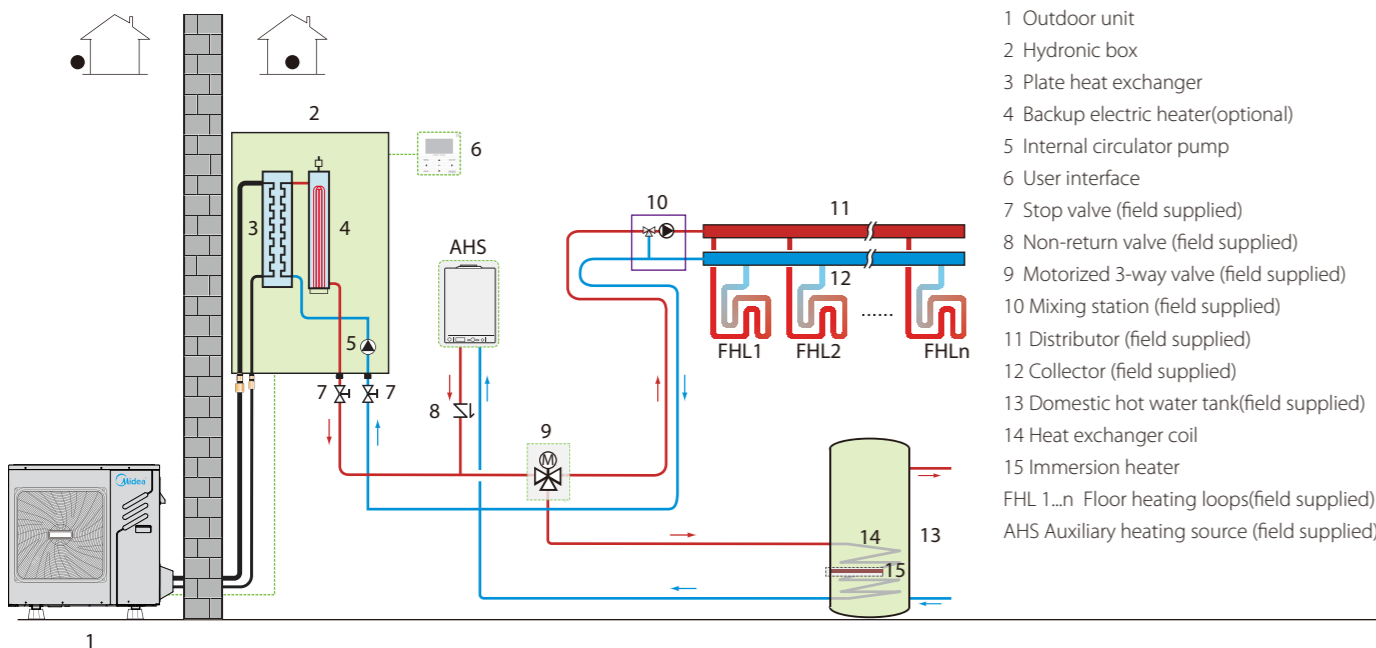 2
6
3
4
5
7
7
AHS
8
9
10
11
12
FHL1
FHL2
......
FHLn
M
14
13
15
Midea
1
1 Outdoor unit
2 Hydronic box
3 Plate heat exchanger
4 Backup electric heater(optional)
5 Internal circulator pump
6 User interface
7 Stop valve (field supplied)
8 Non-return valve (field supplied)
9 Motorized 3-way valve (field supplied)
10 Mixing station (field supplied)
11 Distributor (field supplied)
12 Collector (field supplied)
13 Domestic hot water tank(field supplied)
14 Heat exchanger coil
15 Immersion heater
FHL 1...n Floor heating loops(field supplied)
AHS Auxiliary heating source (field supplied)